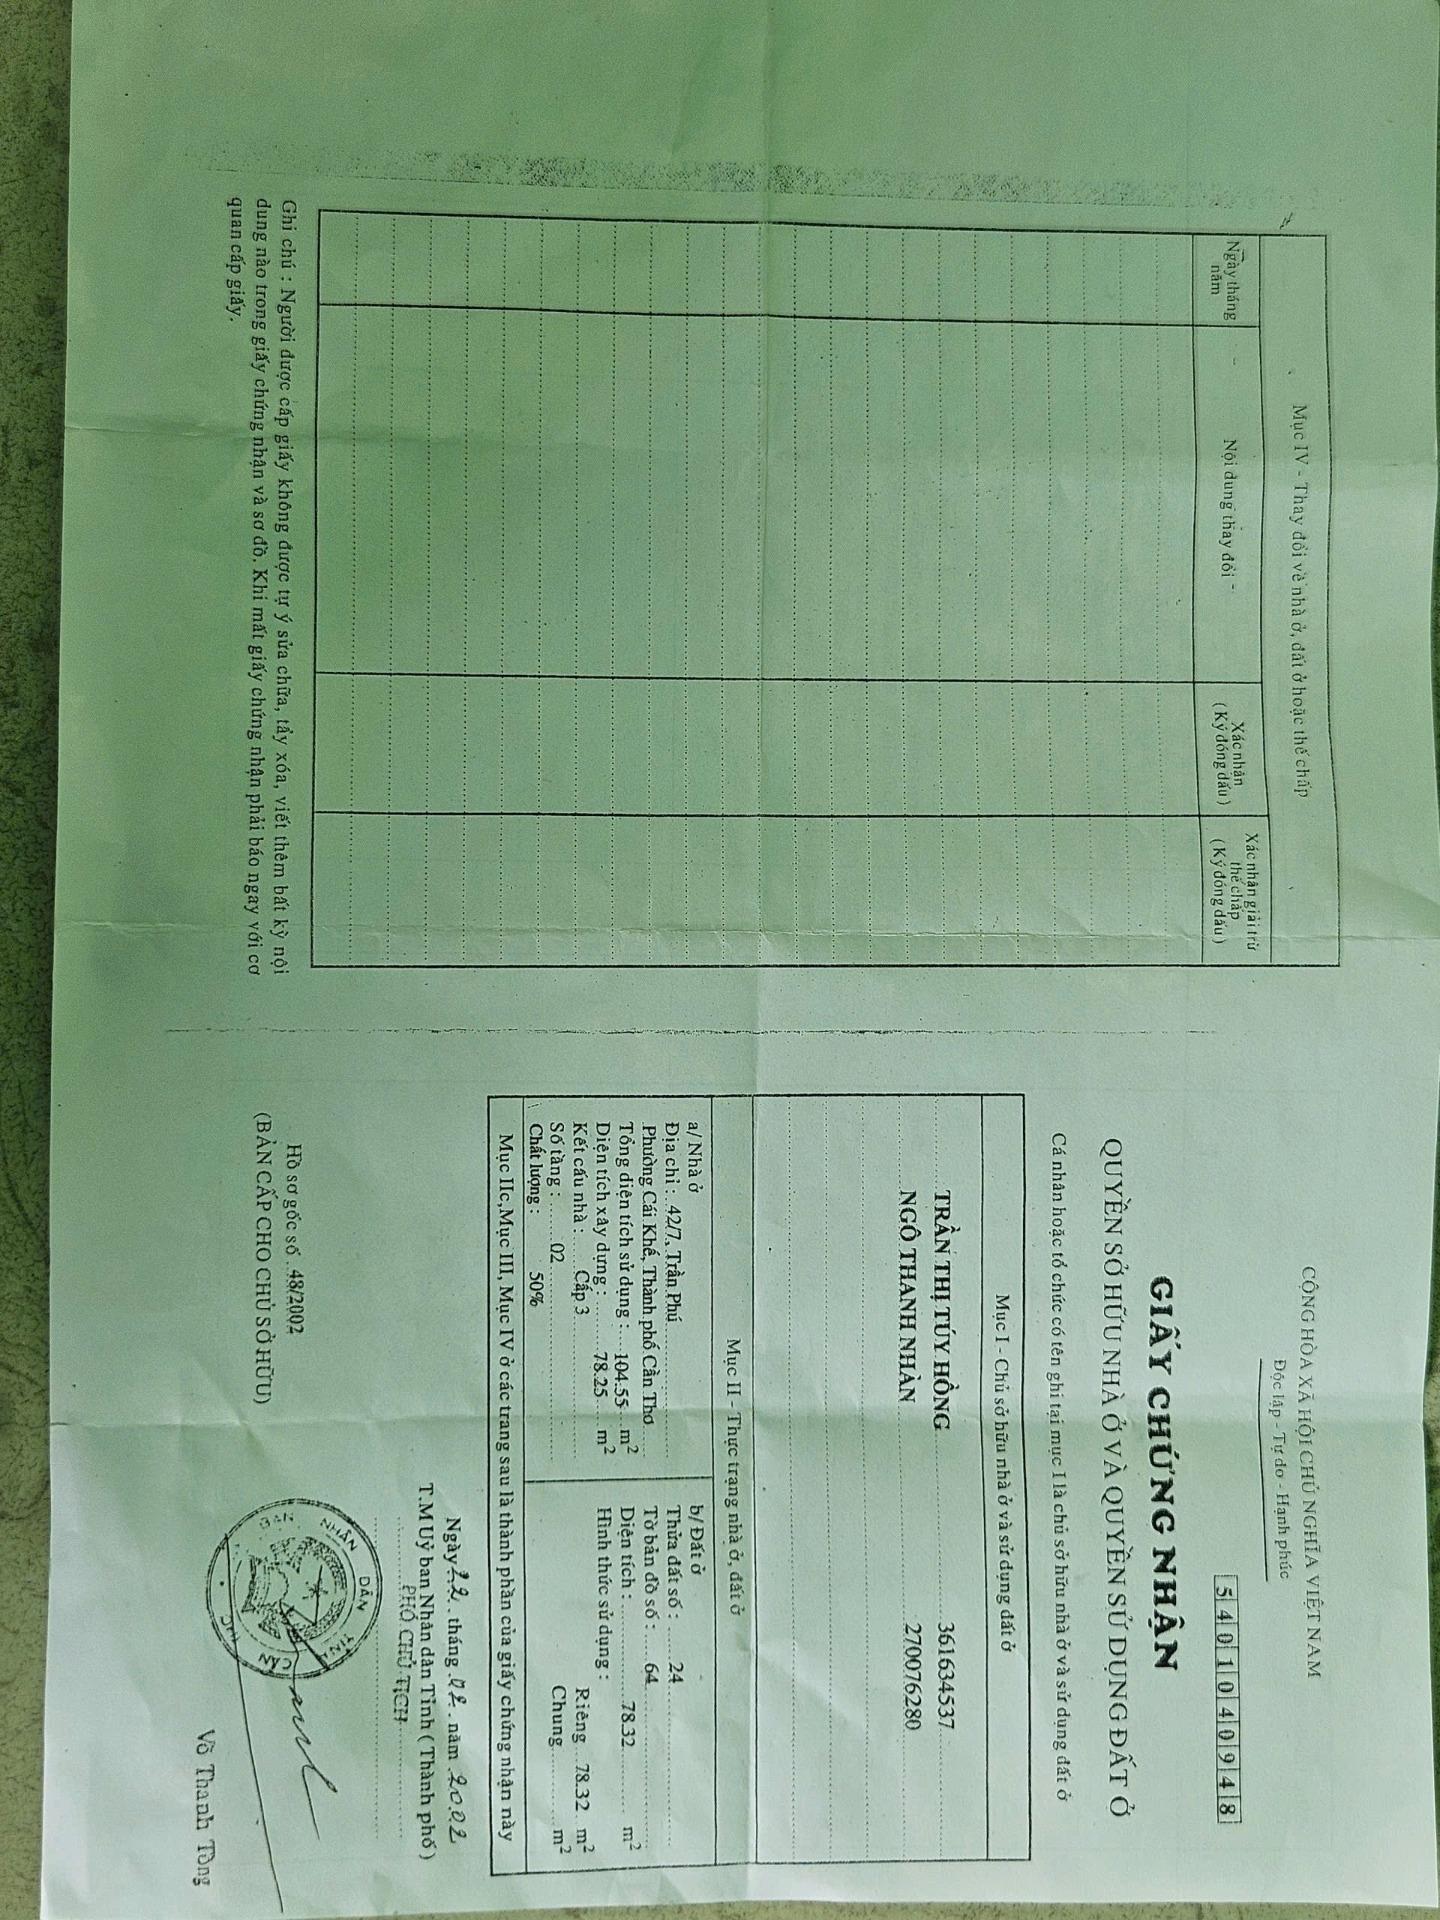 Mục IV - Thay đổi về nhà ở, đất ở hoặc thế chấp
Ngày tháng năm
Nội dung thay đổi
Xác nhận
(Ký đóng dấu)
Xác nhận giải trừ
thế chấp
(Ký đóng dấu)
Ghi chú : Người được cấp giấy không được tự ý sửa chữa, tẩy xóa, viết thêm bất kỳ nội
dung nào trong giấy chứng nhận và sơ đồ. Khi mất giấy chứng nhận phải báo ngay với cơ
quan cấp giấy.
CỘNG HÒA XÃ HỘI CHỦ NGHĨA VIỆT NAM
Độc lập - Tự do - Hạnh phúc
5401040948
GIẤY CHỨNG NHẬN
QUYỀN SỞ HỮU NHÀ Ở VÀ QUYỀN SỬ DỤNG ĐẤT Ở
Cá nhân hoặc tổ chức có tên ghi tại mục I là chủ sở hữu nhà ở và sử dụng đất ở
Mục I - Chủ sở hữu nhà ở và sử dụng đất ở
TRẦN THỊ TÚY HỒNG 361634537
NGÔ THANH NHÀN 270076280
Mục II - Thực trạng nhà ở, đất ở
a/ Nhà ở
Địa chỉ : 42/7, Trần Phú
Phường Cái Khế, Thành phố Cần Thơ
Tổng diện tích sử dụng : 104.55 m²
Diện tích xây dựng : 78.25 m²
Kết cấu nhà : Cấp 3
Số tầng : 02
Chất lượng : 50%
b/ Đất ở
Thửa đất số : 24
Tờ bản đồ số : 64
Diện tích : 78.32 m²
Hình thức sử dụng :
Riêng 78.32 m²
Chung m²
Mục IIc,Mục III, Mục IV ở các trang sau là thành phần của giấy chứng nhận này
Ngày 22 tháng 02 năm 2002
T.M Uỷ ban Nhân dân Tỉnh ( Thành phố )
PHÓ CHỦ TỊCH
BAN NHÂN DÂN TỈNH CẦN
Võ Thanh Tòng
Hồ sơ gốc số 48/2002
(BẢN CẤP CHO CHỦ SỞ HỮU)